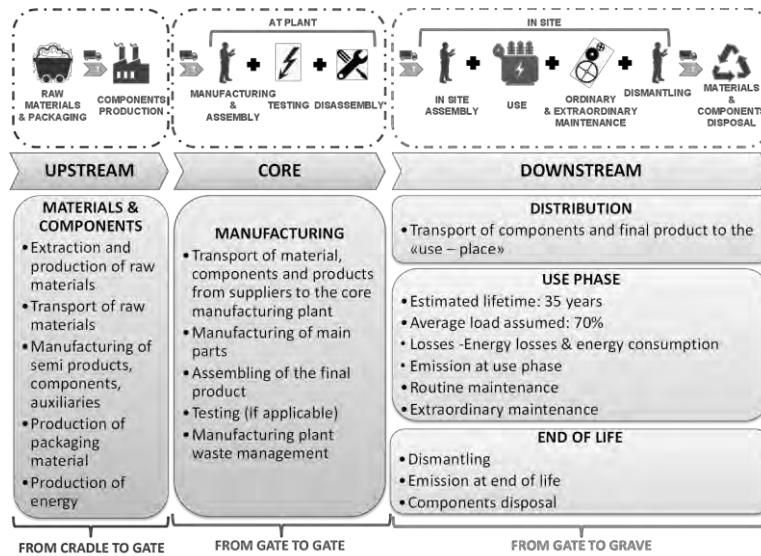 AT PLANT
IN SITE
RAW
MATERIALS
& PACKAGING
COMPONENTS
PRODUCTION
MANUFACTURING
&
ASSEMBLY
TESTING
DISASSEMBLY
IN SITE
ASSEMBLY
USE
ORDINARY
& EXTRAORDINARY
MAINTENANCE
DISMANTLING
MATERIALS
&
COMPONENTS
DISPOSAL
UPSTREAM
CORE
DOWNSTREAM
MATERIALS &
COMPONENTS
•Extraction and
production of raw
materials
•Transport of raw
materials
•Manufacturing of
semi products,
components,
auxiliaries
•Production of
packaging
material
•Production of
energy
MANUFACTURING
•Transport of material,
components and products
from suppliers to the core
manufacturing plant
•Manufacturing of main
parts
•Assembling of the final
product
•Testing (if applicable)
•Manufacturing plant
waste management
DISTRIBUTION
•Transport of components and final product to the
«use – place»
USE PHASE
•Estimated lifetime: 35 years
•Average load assumed: 70%
• Losses -Energy losses & energy consumption
• Emission at use phase
•Routine maintenance
•Extraordinary maintenance
END OF LIFE
•Dismantling
•Emission at end of life
•Components disposal
FROM CRADLE TO GATE
FROM GATE TO GATE
FROM GATE TO GRAVE